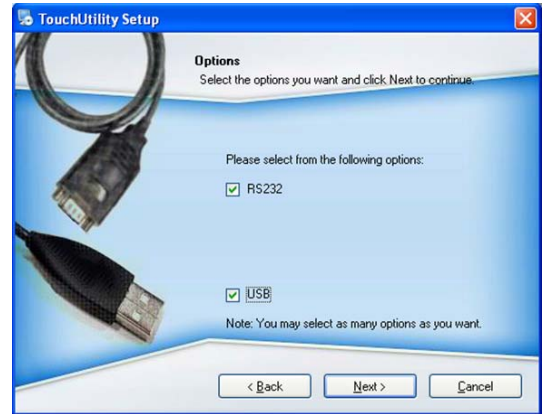 TouchUtility Setup
Options
Select the options you want and click Next to continue.
Please select from the following options:
RS232
USB
Note: You may select as many options as you want.
< Back Next > Cancel